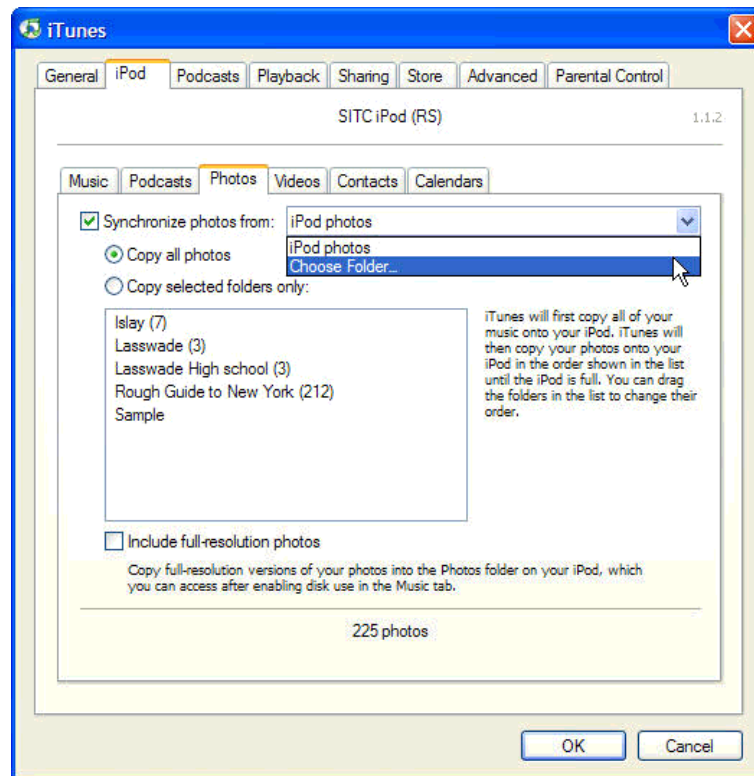 iTunes
General iPod Podcasts Playback Sharing Store Advanced Parental Control
SITC iPod (RS) 1.1.2
Music Podcasts Photos Videos Contacts Calendars
Synchronize photos from: iPod photos
iPod photos
Choose Folder...
Copy all photos
Copy selected folders only:
Islay (7)
Lasswade (3)
Lasswade High school (3)
Rough Guide to New York (212)
Sample
iTunes will first copy all of your
music onto your iPod. iTunes will
then copy your photos onto your
iPod in the order shown in the list
until the iPod is full. You can drag
the folders in the list to change their
order.
Include full-resolution photos
Copy full-resolution versions of your photos into the Photos folder on your iPod, which
you can access after enabling disk use in the Music tab.
225 photos
OK Cancel